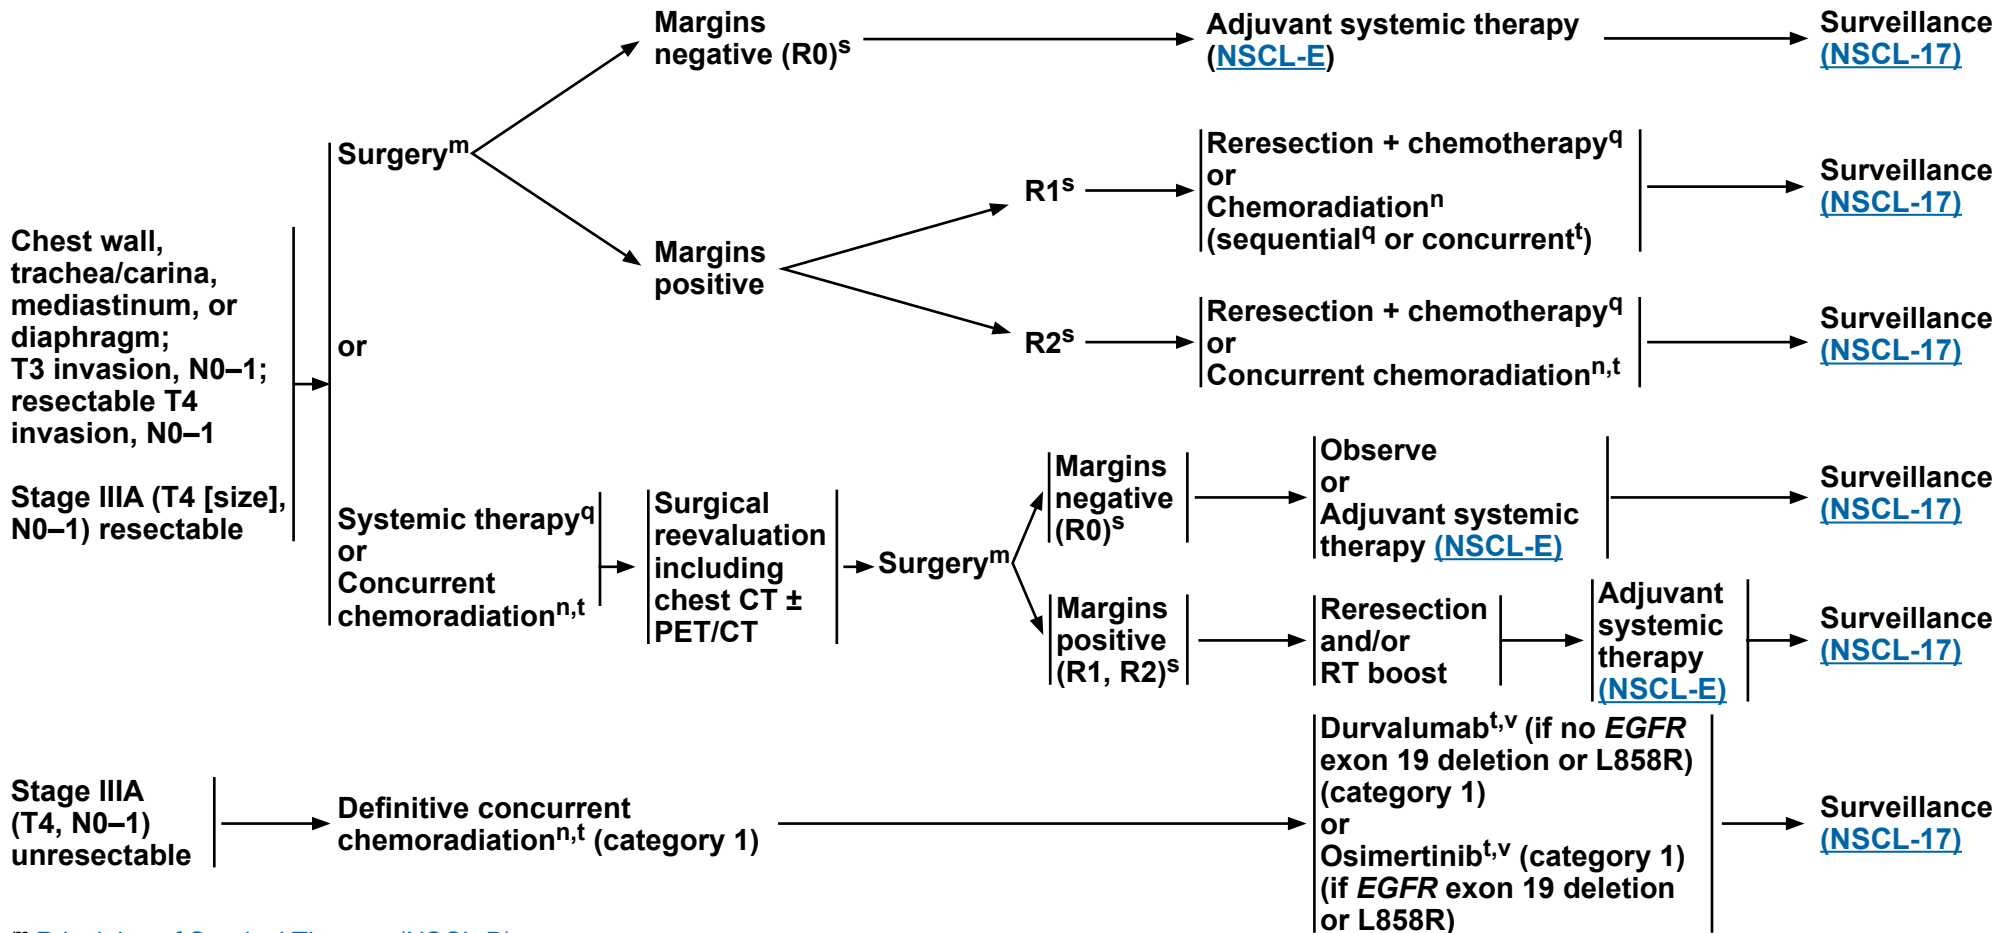 Chest wall,
trachea/carina,
mediastinum, or
diaphragm;
T3 invasion, N0–1;
resectable T4
invasion, N0–1
Stage IIIA (T4 [size],
N0–1) resectable
Surgerym
or
Systemic therapyq
or
Concurrent
chemoradiationn,t
Margins
negative (R0)s
Adjuvant systemic therapy
(NSCL-E)
Surveillance
(NSCL-17)
Margins
positive
R1s
Reresection + chemotherapyq
or
Chemoradiationn
(sequentialq or concurrentt)
Surveillance
(NSCL-17)
R2s
Reresection + chemotherapyq
or
Concurrent chemoradiationn,t
Surveillance
(NSCL-17)
Surgical
reevaluation
including
chest CT ±
PET/CT
Surgerym
Margins
negative
(R0)s
Observe
or
Adjuvant systemic
therapy (NSCL-E)
Surveillance
(NSCL-17)
Margins
positive
(R1, R2)s
Reresection
and/or
RT boost
Adjuvant
systemic
therapy
(NSCL-E)
Surveillance
(NSCL-17)
Stage IIIA
(T4, N0–1)
unresectable
Definitive concurrent
chemoradiationn,t (category 1)
Durvalumabt,v (if no EGFR
exon 19 deletion or L858R)
(category 1)
or
Osimertinibt,v (category 1)
(if EGFR exon 19 deletion
or L858R)
Surveillance
(NSCL-17)